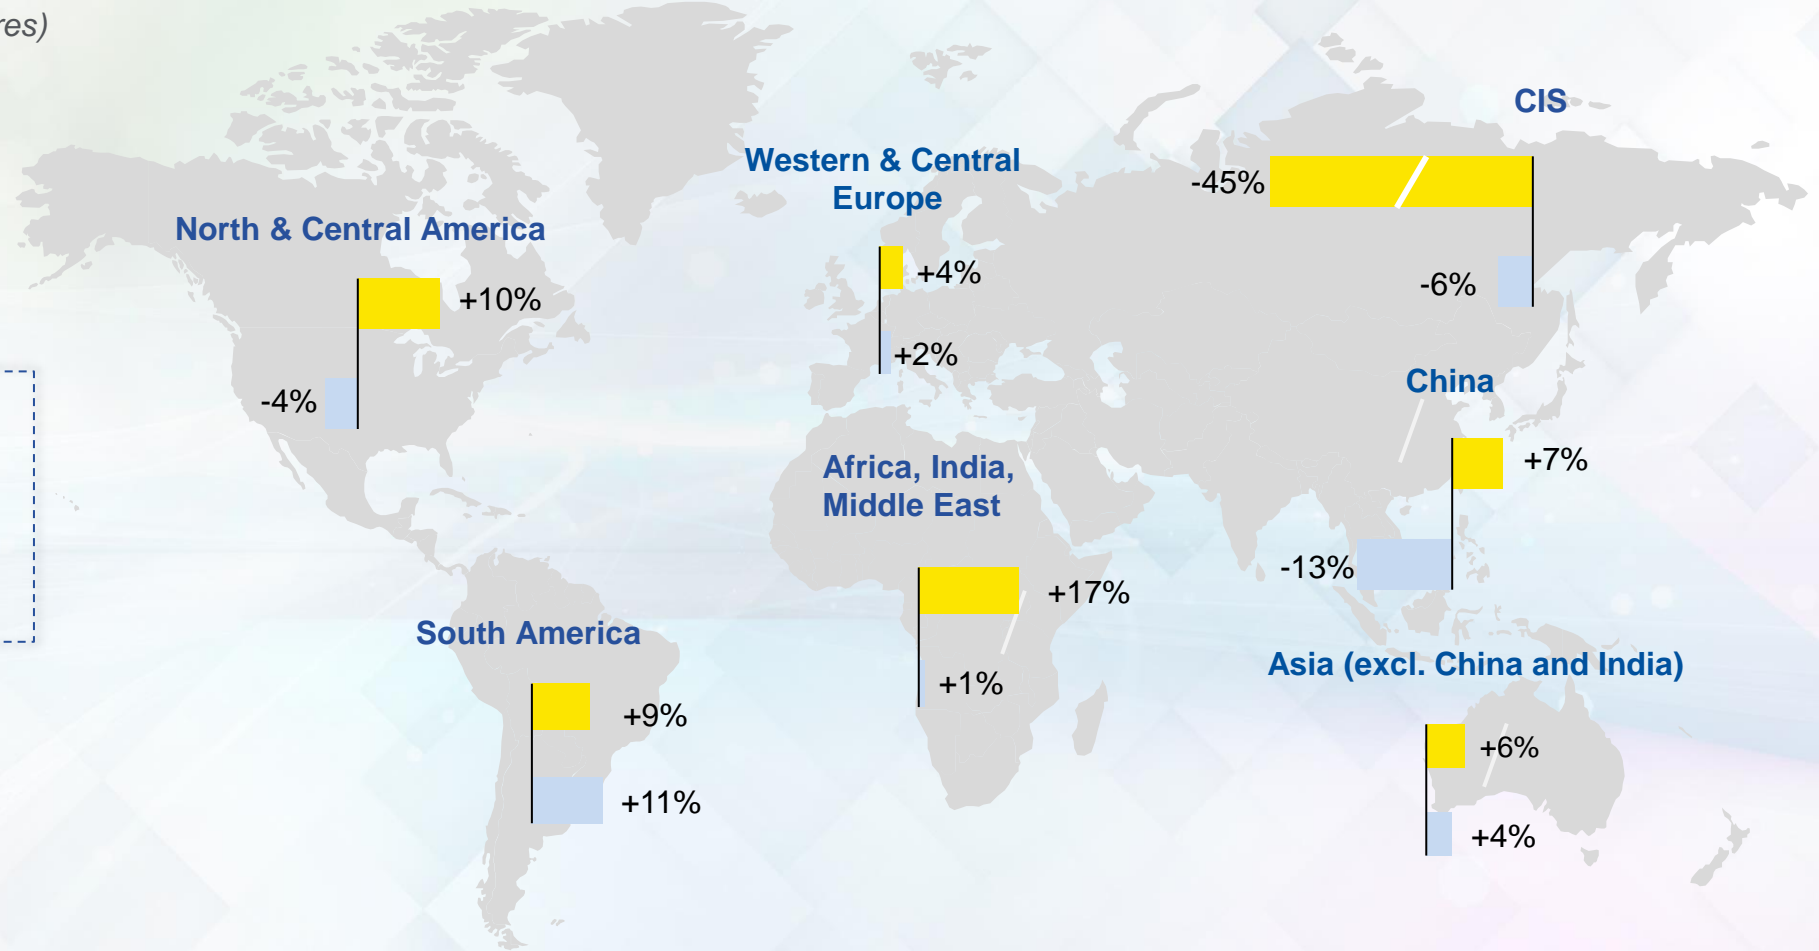 CIS
Western & Central
Europe
-45%
North & Central America
+4%
-6%
+10%
+2%
China
-4%
Africa, India,
Middle East
+7%
-13%
+17%
South America
Asia (excl. China and India)
+1%
+9%
+6%
+11%
+4%